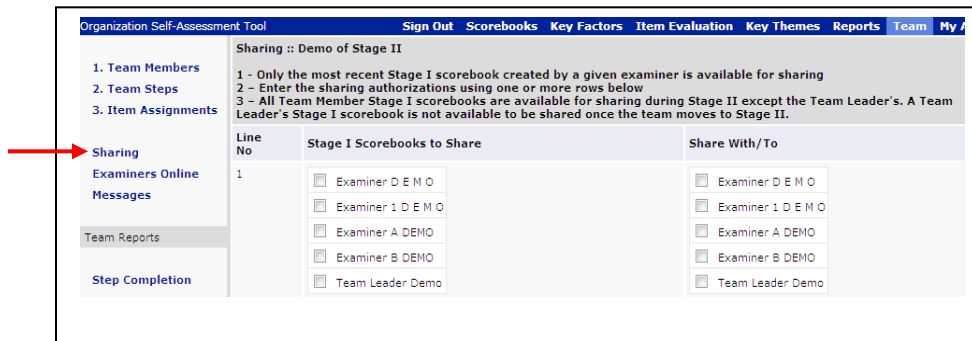 Organization Self-Assessment Tool Sign Out Scorebooks Key Factors Item Evaluation Key Themes Reports Team My A
1. Team Members
2. Team Steps
3. Item Assignments
Sharing
Examiners Online
Messages
Team Reports
Step Completion
Sharing :: Demo of Stage II
1 - Only the most recent Stage I scorebook created by a given examiner is available for sharing
2 – Enter the sharing authorizations using one or more rows below
3 – All Team Member Stage I scorebooks are available for sharing during Stage II except the Team Leader's. A Team
Leader's Stage I scorebook is not available to be shared once the team moves to Stage II.
Line No Stage I Scorebooks to Share Share With/To
1 Examiner D E M O Examiner D E M O
Examiner 1 D E M O Examiner 1 D E M O
Examiner A DEMO Examiner A DEMO
Examiner B DEMO Examiner B DEMO
Team Leader Demo Team Leader Demo